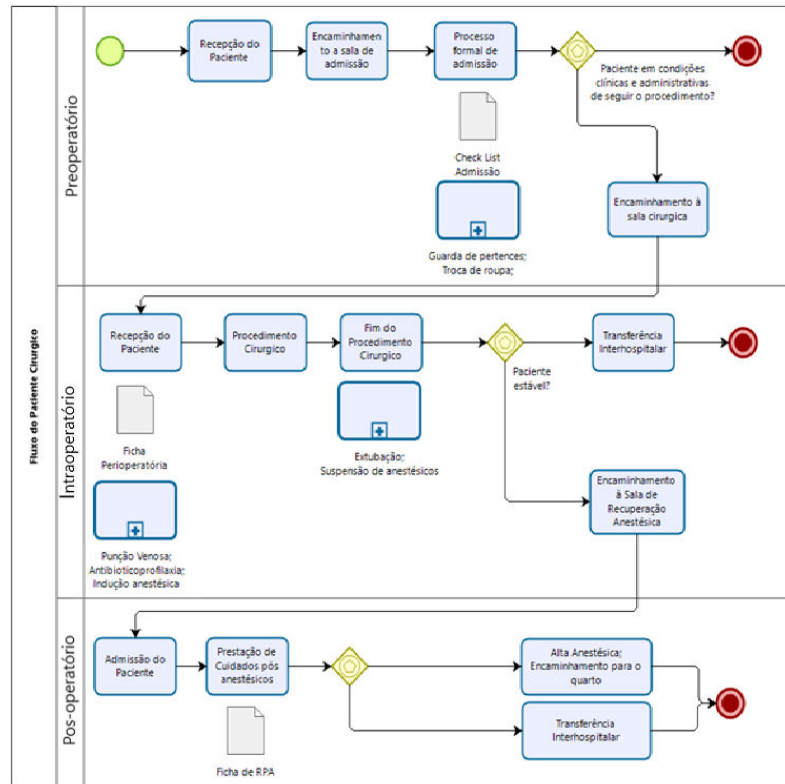 Fluxo do Paciente Cirurgico
Preoperatório
Recepção do
Paciente
Encaminhamen
to a sala de
admissão
Processo
formal de
admissão
Paciente em condições
clínicas e administrativas
de seguir o procedimento?
Check List
Admissão
Guarda de pertences;
Troca de roupa;
Encaminhamento à
sala cirurgica
Intraoperatório
Recepção do
Paciente
Procedimento
Cirurgico
Fim do
Procedimento
Cirurgico
Paciente
estável?
Transferência
Interhospitalar
Ficha
Perioperatória
Extubação;
Suspensão de anestésicos
Punção Venosa;
Antibioticoprofilaxia;
Indução anestésica
Encaminhamento
à Sala de
Recuperação
Anestésica
Pos-operatório
Admissão do
Paciente
Prestação de
Cuidados pós
anestésicos
Alta Anestésica;
Encaminhamento para o
quarto
Transferência
Interhospitalar
Ficha de RPA